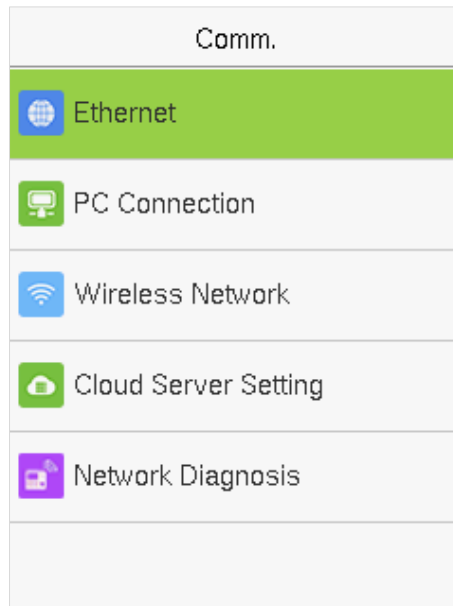 Comm.
Ethernet
PC Connection
Wireless Network
Cloud Server Setting
Network Diagnosis